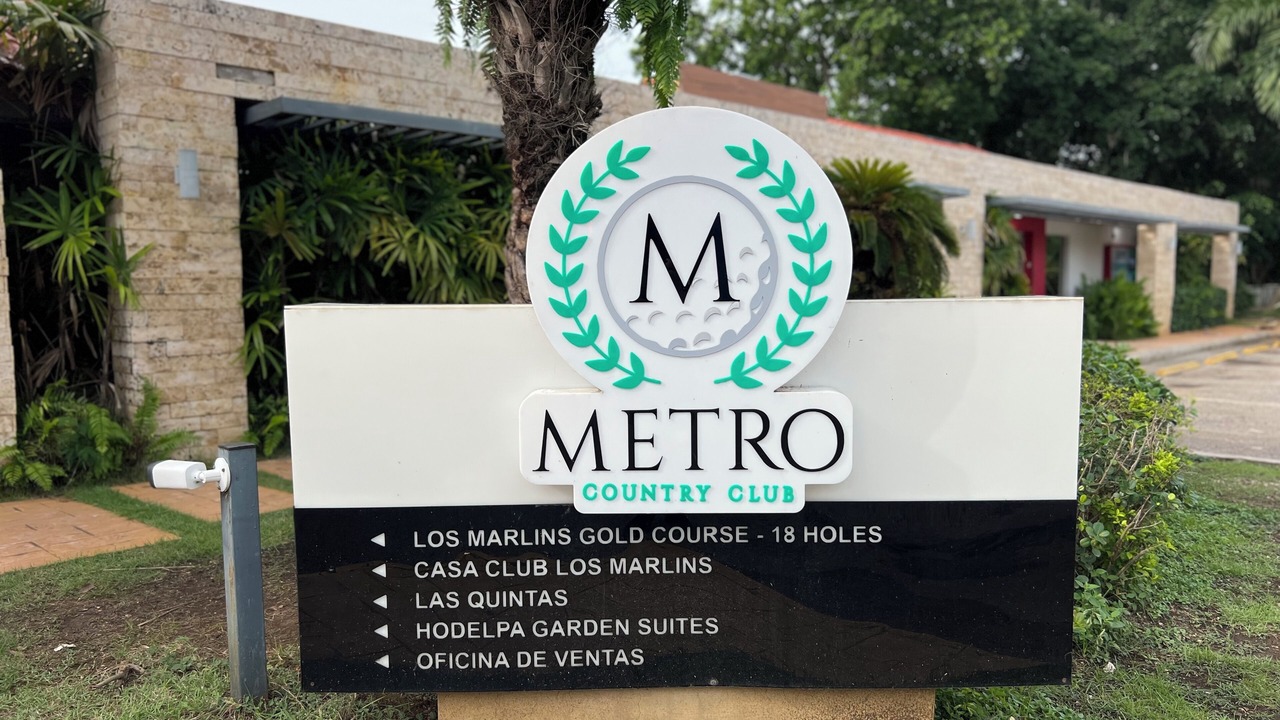 M
METRO
COUNTRY CLUB
LOS MARLINS GOLD COURSE - 18 HOLES
CASA CLUB LOS MARLINS
LAS QUINTAS
HODELPA GARDEN SUITES
OFICINA DE VENTAS